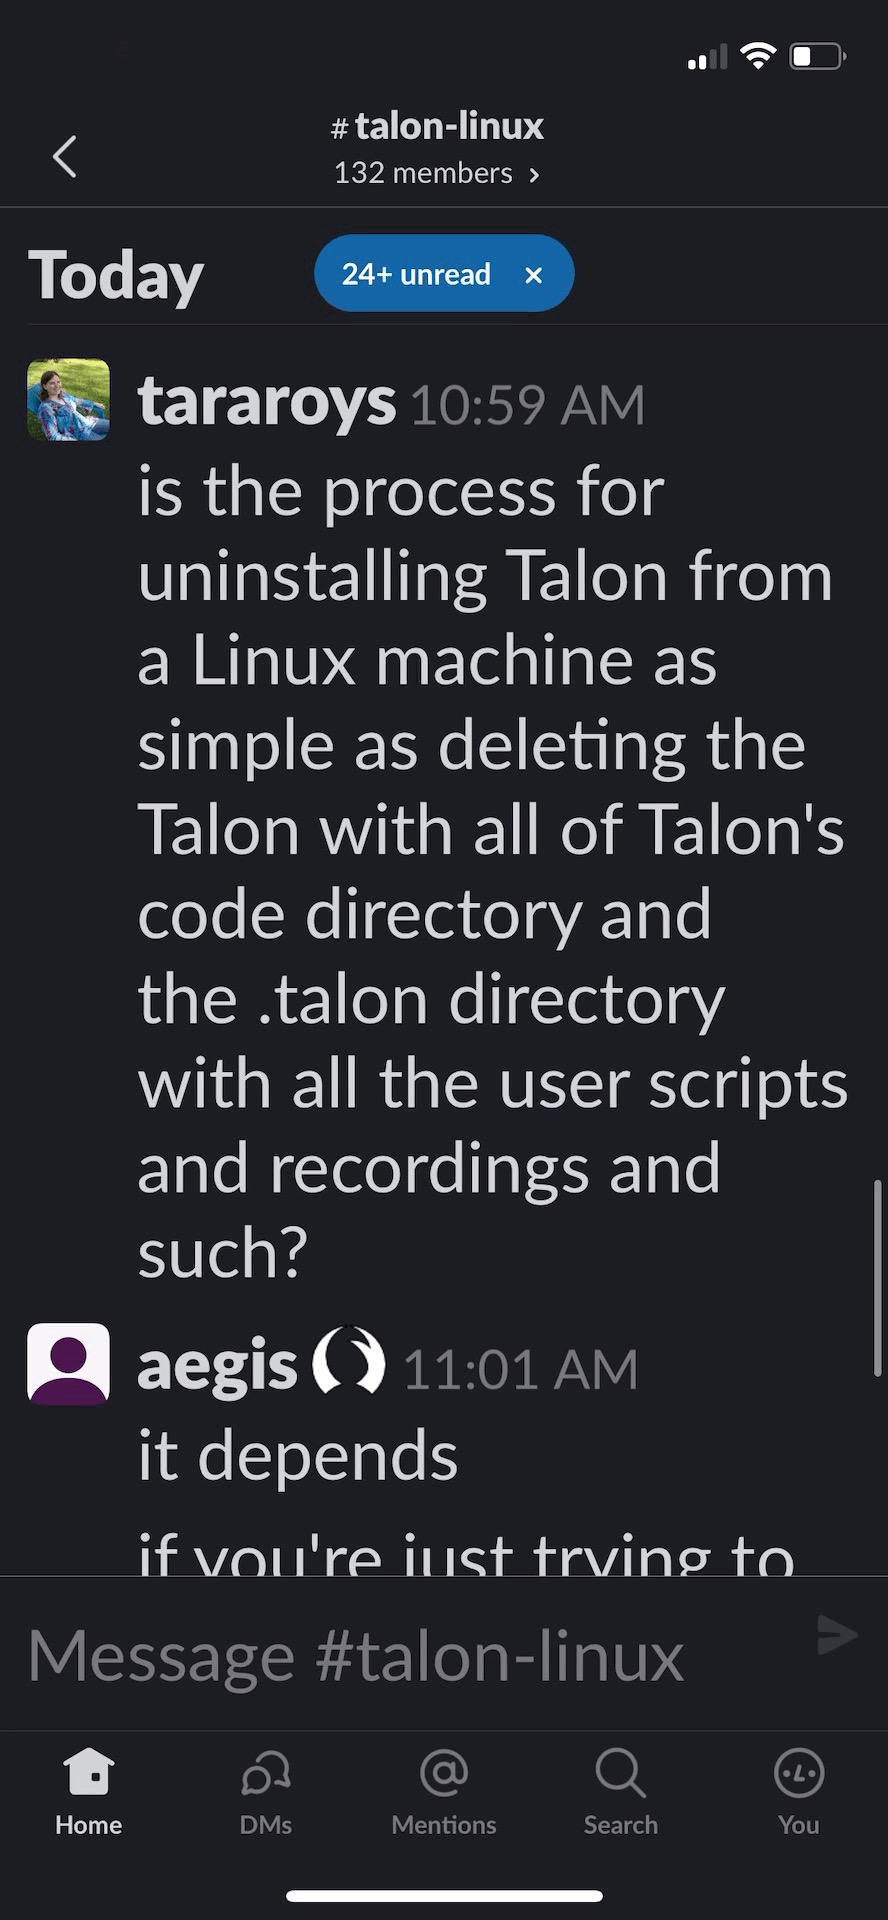 #talon-linux
132 members >
Today
24+ unread ×
tararoys 10:59 AM
is the process for
uninstalling Talon from
a Linux machine as
simple as deleting the
Talon with all of Talon's
code directory and
the .talon directory
with all the user scripts
and recordings and
such?
aegis 11:01 AM
it depends
if you're just trying to
Message #talon-linux
Home DMs Mentions Search You